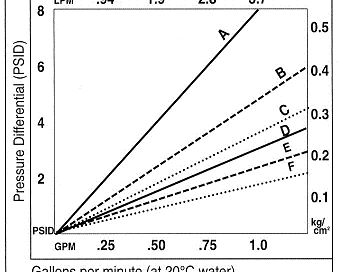 LPM .94 1.9 2.8 3.7
8
6
4
2
PSID
Pressure Differential (PSID)
A
B
C
D
E
F
0.5
0.4
0.3
0.2
0.1
kg/
cm²
GPM .25 .50 .75 1.0
Gallons per minute (at 20°C water)